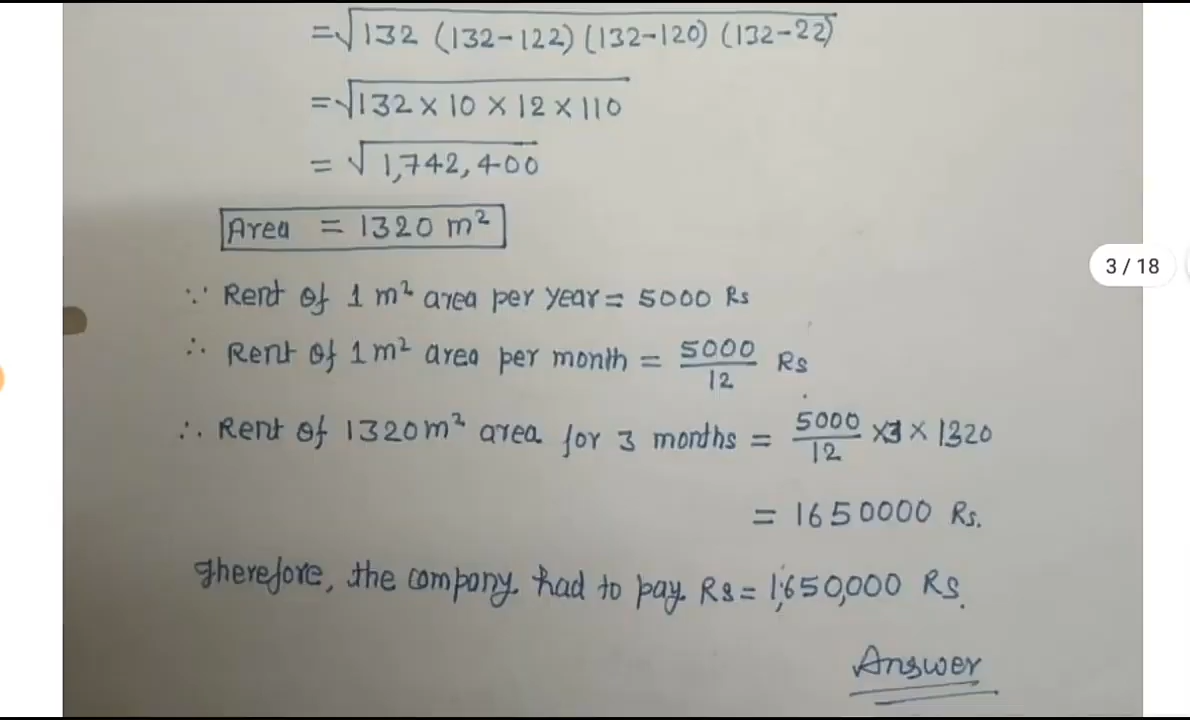 =√132 (132-122) (132-120) (132-22)
=√132 × 10 × 12 × 110
= √1,742,400
Area = 1320 m²
∵ Rent of 1 m² area per year = 5000 Rs
∴ Rent of 1 m² area per month = 5000/12 Rs
3 / 18
∴ Rent of 1320 m² area for 3 months = 5000/12 ×3 × 1320
= 1650000 Rs.
Therefore, the company had to pay Rs = 1,650,000 Rs.
Answer